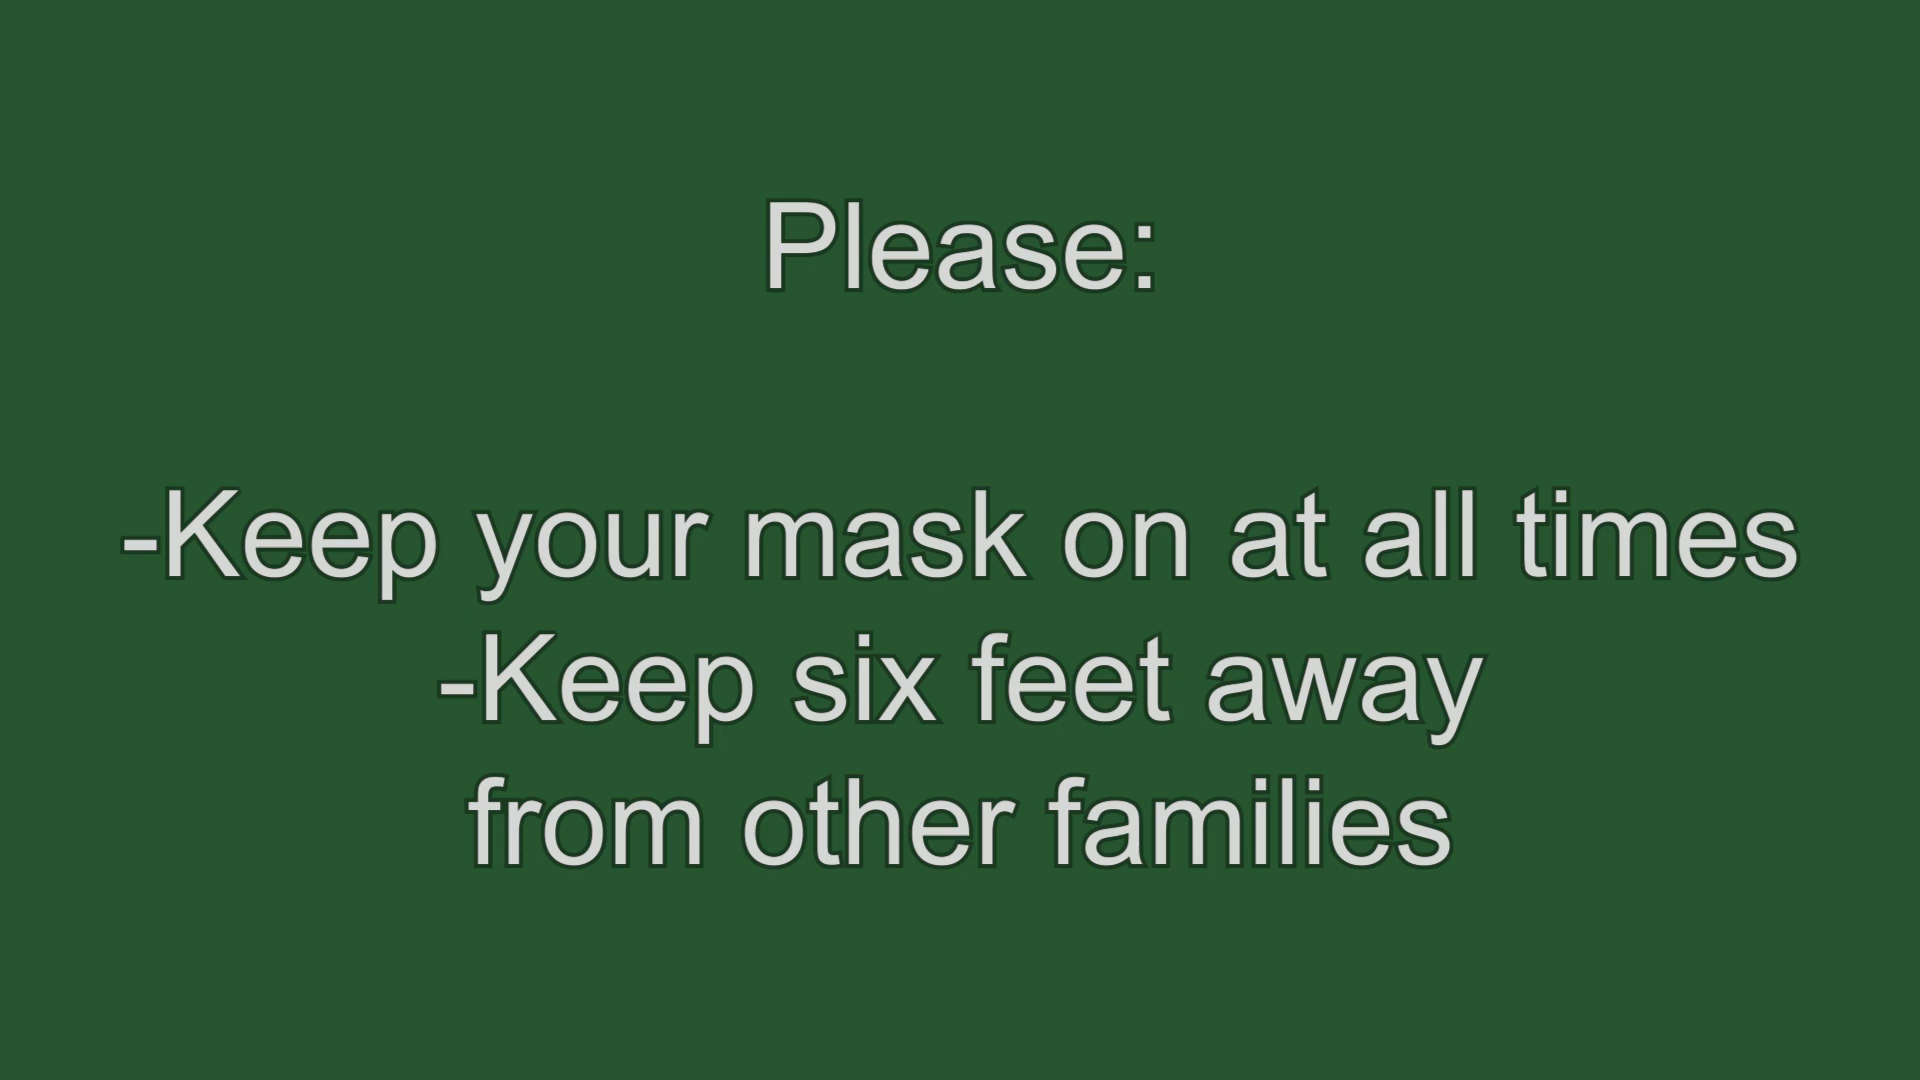 Please:
-Keep your mask on at all times
-Keep six feet away
from other families